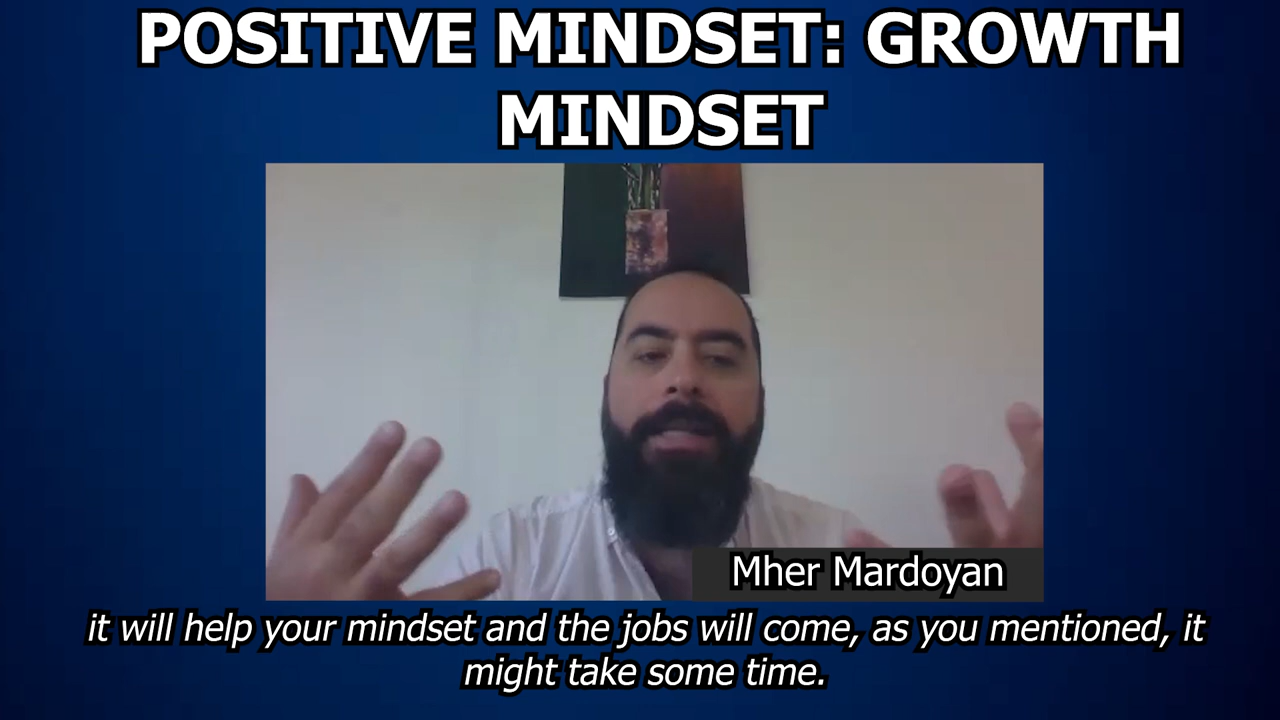 POSITIVE MINDSET: GROWTH
MINDSET
Mher Mardoyan
it will help your mindset and the jobs will come, as you mentioned, it
might take some time.